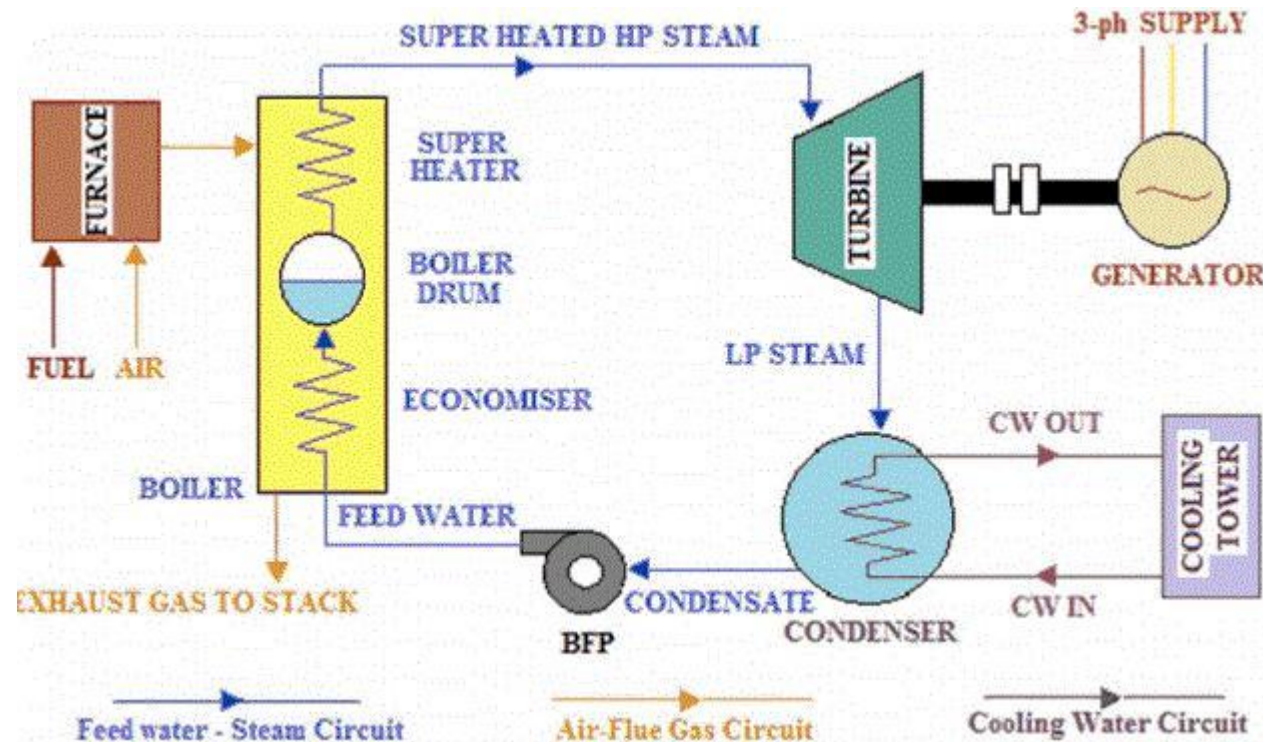 SUPER HEATED HP STEAM
3-ph SUPPLY
FURNACE
SUPER
HEATER
TURBINE
BOILER
DRUM
GENERATOR
FUEL AIR
LP STEAM
ECONOMISER
CW OUT
BOILER
FEED WATER
COOLING
TOWER
EXHAUST GAS TO STACK
CONDENSATE
CW IN
CONDENSER
BFP
Feed water - Steam Circuit
Air-Flue Gas Circuit
Cooling Water Circuit